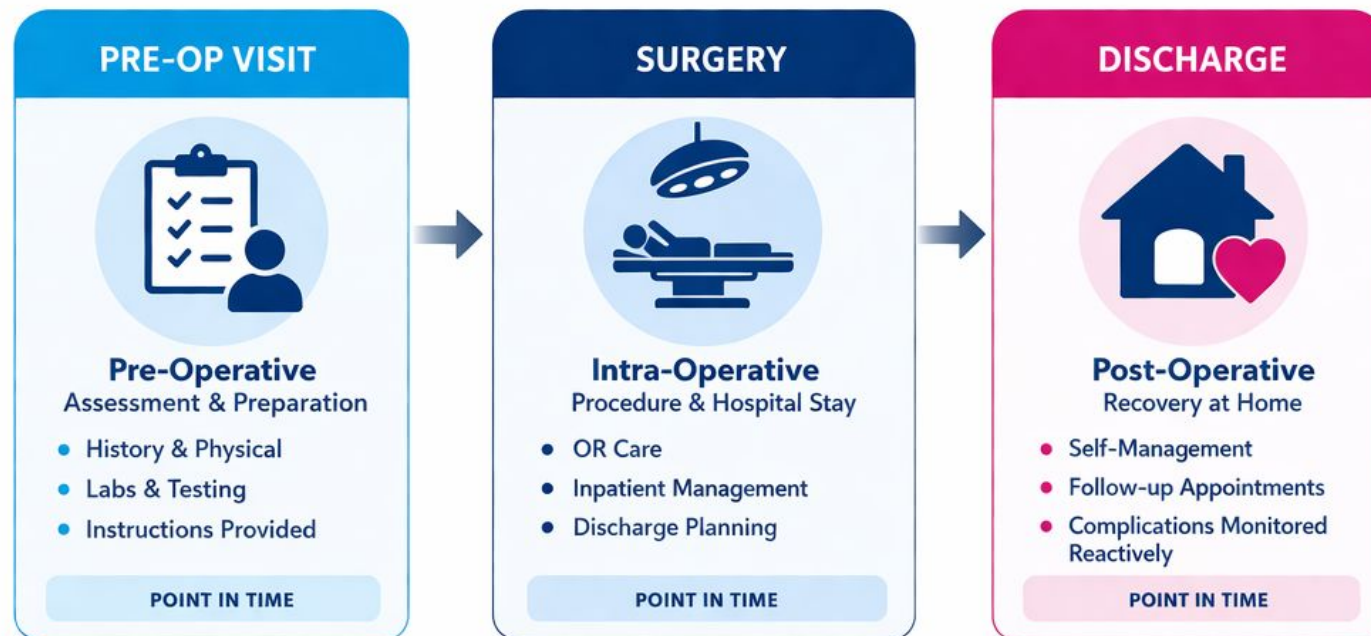 PRE-OP VISIT
Pre-Operative
Assessment & Preparation
History & Physical
Labs & Testing
Instructions Provided
POINT IN TIME
SURGERY
Intra-Operative
Procedure & Hospital Stay
OR Care
Inpatient Management
Discharge Planning
POINT IN TIME
DISCHARGE
Post-Operative
Recovery at Home
Self-Management
Follow-up Appointments
Complications Monitored
Reactively
POINT IN TIME